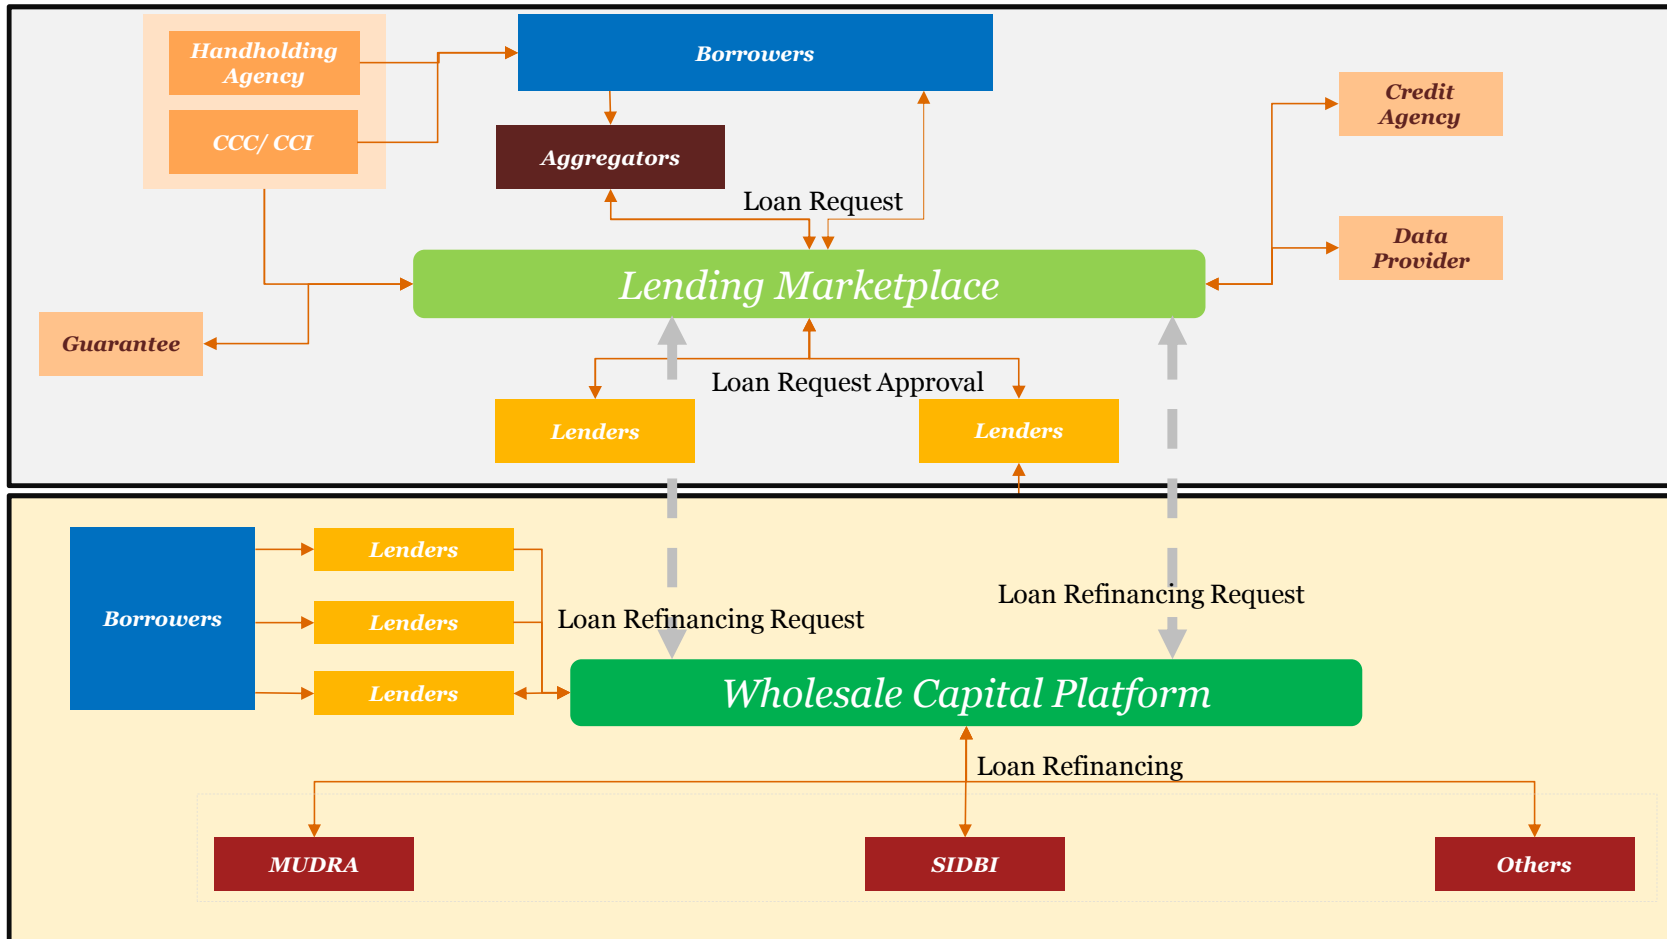 Handholding
Agency
Borrowers
Credit
Agency
CCC/ CCI
Aggregators
Loan Request
Data
Provider
Lending Marketplace
Guarantee
Loan Request Approval
Lenders
Lenders
Lenders
Borrowers
Lenders
Lenders
Loan Refinancing Request
Loan Refinancing Request
Wholesale Capital Platform
Loan Refinancing
MUDRA
SIDBI
Others